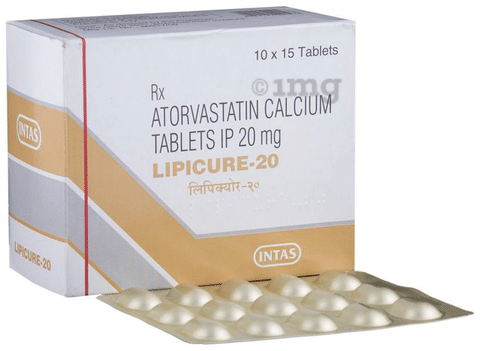 10 x 15 Tablets
©1mg
Rx
ATORVASTATIN CALCIUM
TABLETS IP 20 mg
LIPICURE-20
लिपिक्योर-२०
INTAS
INTAS
LIPICURE-20